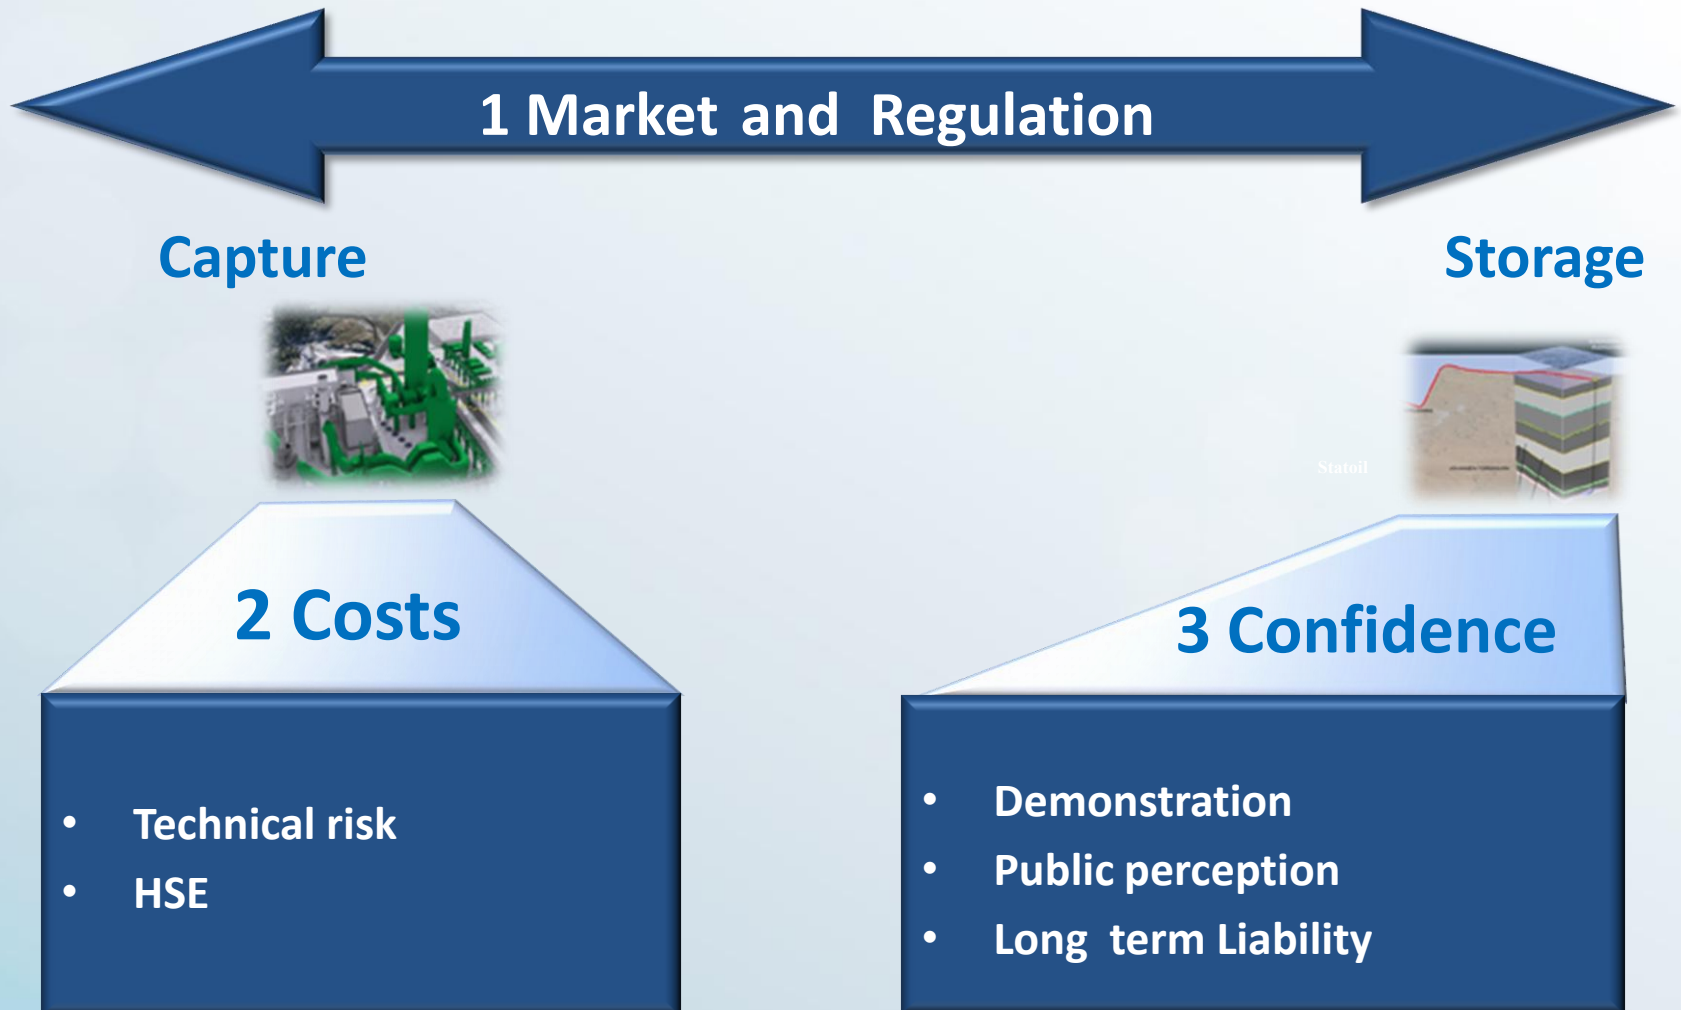 1 Market and Regulation
Capture
Storage
Statoil
2 Costs
3 Confidence
• Technical risk
• HSE
• Demonstration
• Public perception
• Long term Liability